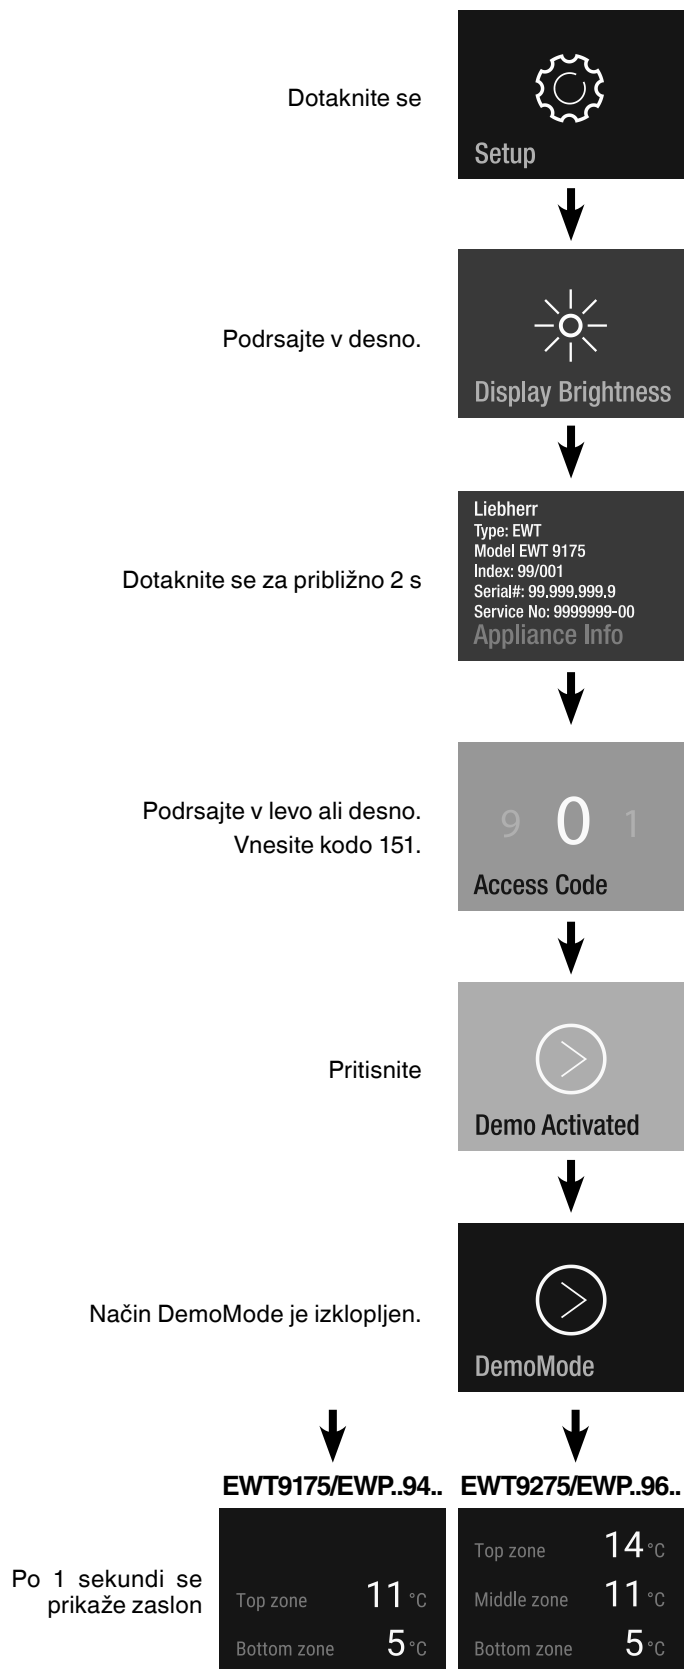 Dotaknite se
Setup
Podrsajte v desno.
Display Brightness
Dotaknite se za približno 2 s
Liebherr
Type: EWT
Model EWT 9175
Index: 99/001
Serial#: 99.999.999.9
Service No: 9999999-00
Appliance Info
Podrsajte v levo ali desno.
Vnesite kodo 151.
9 0 1
Access Code
Pritisnite
Demo Activated
Način DemoMode je izklopljen.
DemoMode
EWT9175/EWP..94..
EWT9275/EWP..96..
Po 1 sekundi se
prikaže zaslon
Top zone 11 °C
Bottom zone 5 °C
Top zone 14 °C
Middle zone 11 °C
Bottom zone 5 °C